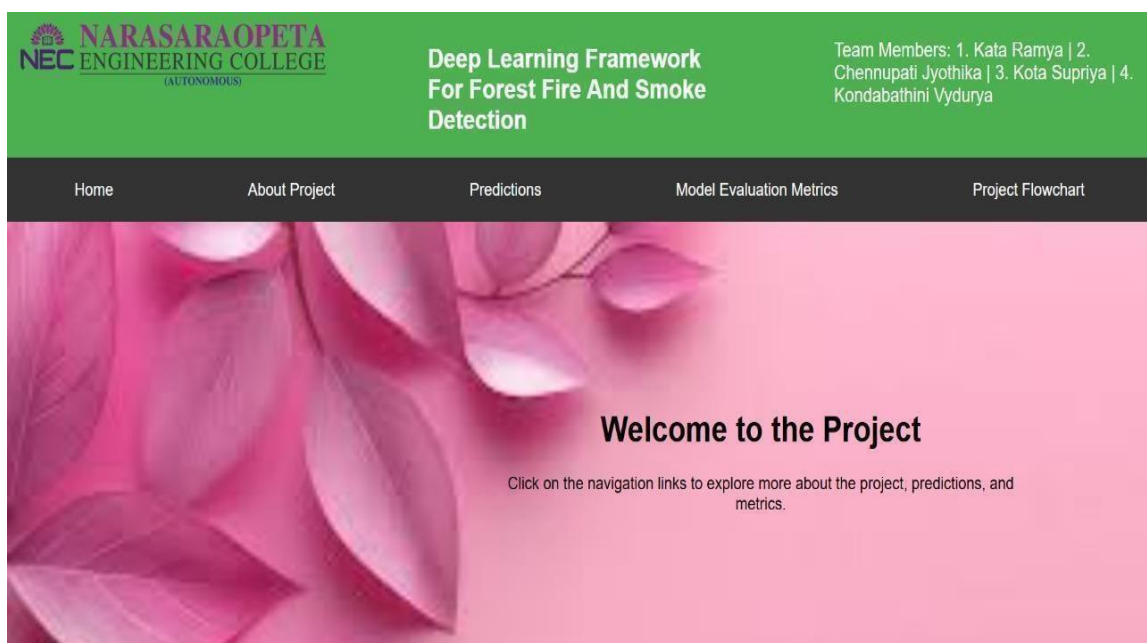 NARASARAOPETA
NEC ENGINEERING COLLEGE
(AUTONOMOUS)
Deep Learning Framework
For Forest Fire And Smoke
Detection
Team Members: 1. Kata Ramya | 2.
Chennupati Jyothika | 3. Kota Supriya | 4.
Kondabathini Vydurya
Home About Project Predictions Model Evaluation Metrics Project Flowchart
Welcome to the Project
Click on the navigation links to explore more about the project, predictions, and
metrics.